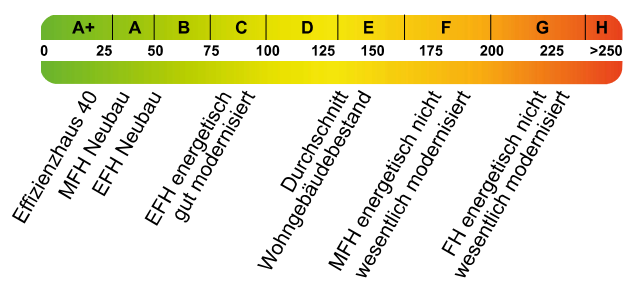 A+ A B C D E F G H
0 25 50 75 100 125 150 175 200 225 >250
Effizienzhaus 40
MFH Neubau
EFH Neubau
EFH energetisch
gut modernisiert
Durchschnitt
Wohngebäudebestand
MFH energetisch nicht
wesentlich modernisiert
FH energetisch nicht
wesentlich modernisiert